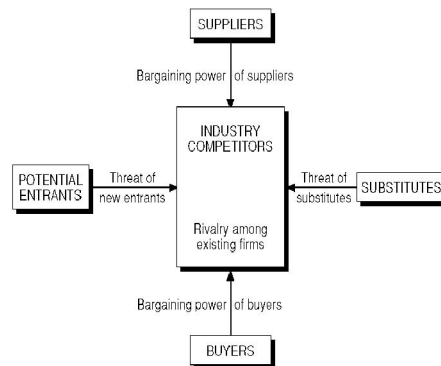 SUPPLIERS
Bargaining power of suppliers
INDUSTRY
COMPETITORS
POTENTIAL
ENTRANTS
Threat of
new entrants
Threat of
substitutes
SUBSTITUTES
Rivalry among
existing firms
Bargaining power of buyers
BUYERS